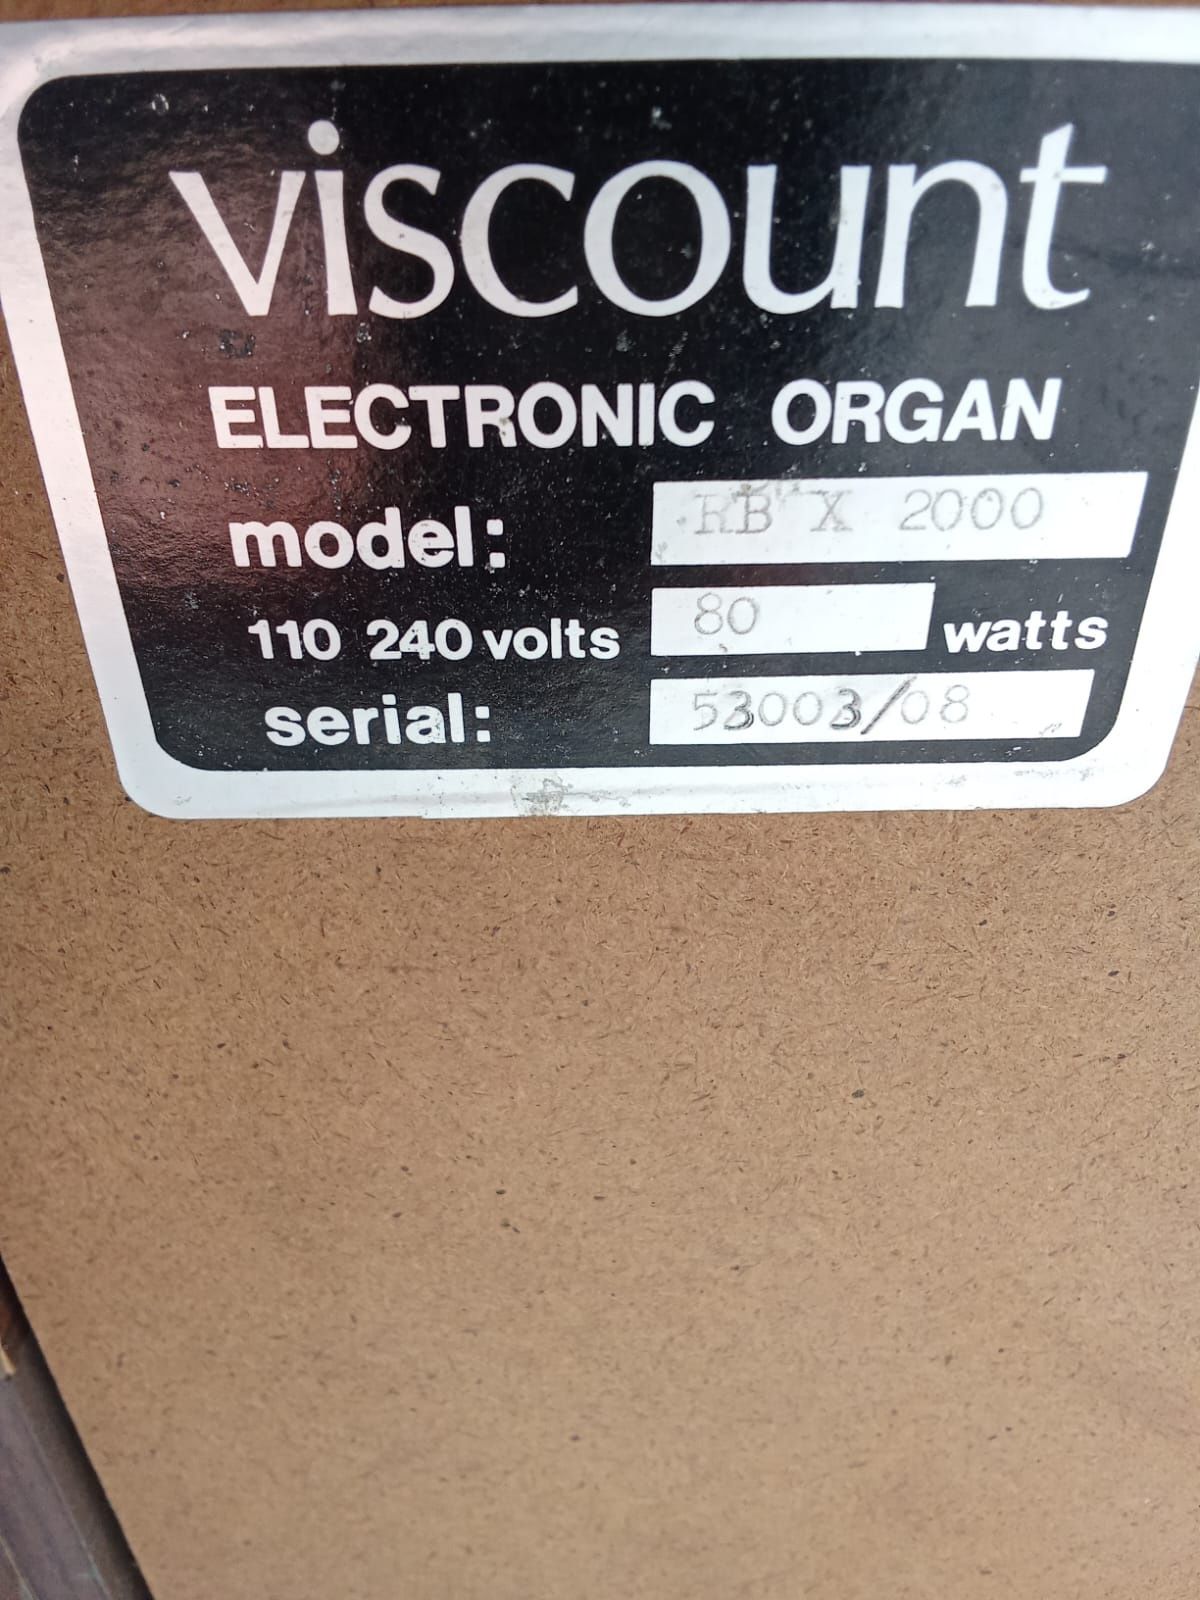 viscount
ELECTRONIC ORGAN
model: RB X 2000
110 240 volts 80 watts
serial: 53003/08